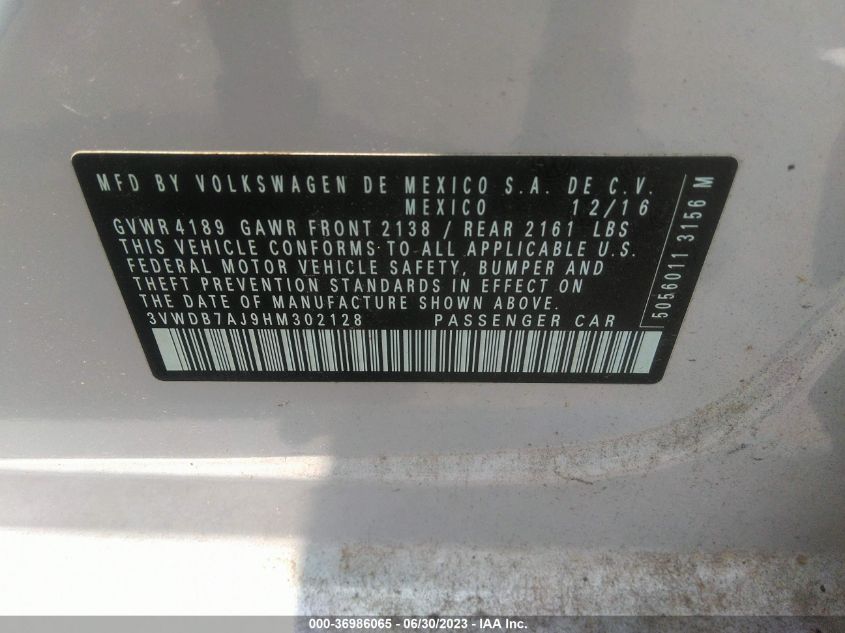 MFD BY VOLKSWAGEN DE MEXICO S.A. DE C.V.
MEXICO 12/16
GVWR 4189 GAWR FRONT 2138 / REAR 2161 LBS
THIS VEHICLE CONFORMS TO ALL APPLICABLE U.S.
FEDERAL MOTOR VEHICLE SAFETY, BUMPER AND
THEFT PREVENTION STANDARDS IN EFFECT ON
THE DATE OF MANUFACTURE SHOWN ABOVE.
3VWDB7AJ9HM302128 PASSENGER CAR
5056011 3156 M
000-36986065 - 06/30/2023 - IAA Inc.